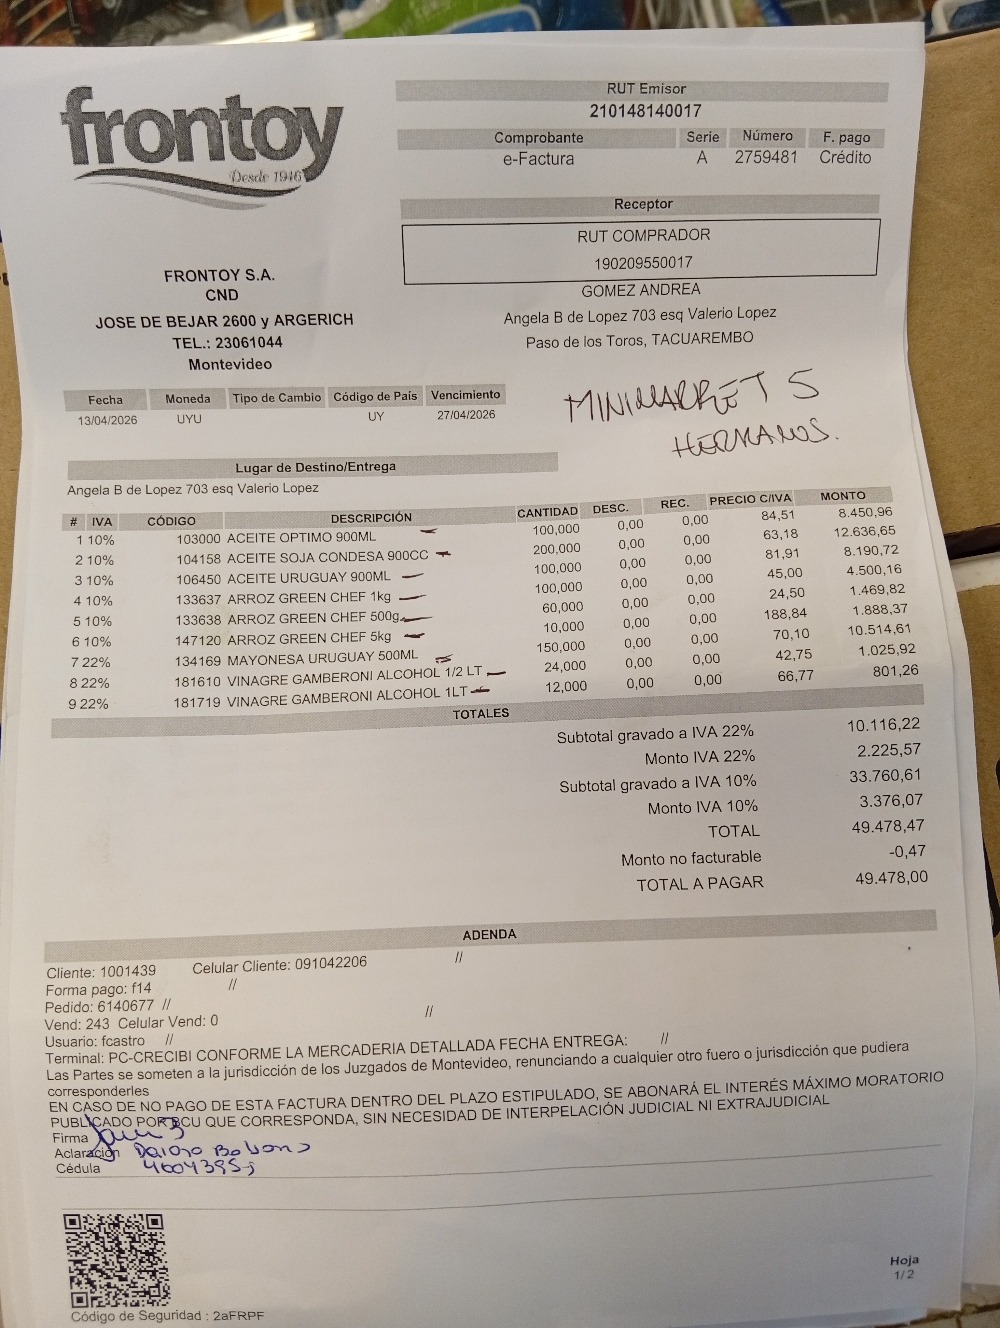 frontoy
Desde 1946
RUT Emisor
210148140017
Comprobante Serie Número F. pago
e-Factura A 2759481 Crédito
Receptor
RUT COMPRADOR
190209550017
GOMEZ ANDREA
Angela B de Lopez 703 esq Valerio Lopez
Paso de los Toros, TACUAREMBO
FRONTOY S.A.
CND
JOSE DE BEJAR 2600 y ARGERICH
TEL.: 23061044
Montevideo
Fecha Moneda Tipo de Cambio Código de País Vencimiento
13/04/2026 UYU UY 27/04/2026
MINIMARKET 5
HERMANOS.
Lugar de Destino/Entrega
Angela B de Lopez 703 esq Valerio Lopez
# IVA CÓDIGO DESCRIPCIÓN CANTIDAD DESC. REC. PRECIO C/IVA MONTO
1 10% 103000 ACEITE OPTIMO 900ML 100,000 0,00 0,00 84,51 8.450,96
2 10% 104158 ACEITE SOJA CONDESA 900CC 200,000 0,00 0,00 63,18 12.636,65
3 10% 106450 ACEITE URUGUAY 900ML 100,000 0,00 0,00 81,91 8.190,72
4 10% 133637 ARROZ GREEN CHEF 1kg 100,000 0,00 0,00 45,00 4.500,16
5 10% 133638 ARROZ GREEN CHEF 500g 60,000 0,00 0,00 24,50 1.469,82
6 10% 147120 ARROZ GREEN CHEF 5kg 10,000 0,00 0,00 188,84 1.888,37
7 22% 134169 MAYONESA URUGUAY 500ML 150,000 0,00 0,00 70,10 10.514,61
8 22% 181610 VINAGRE GAMBERONI ALCOHOL 1/2 LT 24,000 0,00 0,00 42,75 1.025,92
9 22% 181719 VINAGRE GAMBERONI ALCOHOL 1LT 12,000 0,00 0,00 66,77 801,26
TOTALES
Subtotal gravado a IVA 22% 10.116,22
Monto IVA 22% 2.225,57
Subtotal gravado a IVA 10% 33.760,61
Monto IVA 10% 3.376,07
TOTAL 49.478,47
Monto no facturable -0,47
TOTAL A PAGAR 49.478,00
ADENDA
Cliente: 1001439 Celular Cliente: 091042206 //
Forma pago: f14 //
Pedido: 6140677 //
Vend: 243 Celular Vend: 0 //
Usuario: fcastro //
Terminal: PC-CRECIBI CONFORME LA MERCADERIA DETALLADA FECHA ENTREGA: //
Las Partes se someten a la jurisdicción de los Juzgados de Montevideo, renunciando a cualquier otro fuero o jurisdicción que pudiera
corresponderles
EN CASO DE NO PAGO DE ESTA FACTURA DENTRO DEL PLAZO ESTIPULADO, SE ABONARÁ EL INTERÉS MÁXIMO MORATORIO
PUBLICADO POR BCU QUE CORRESPONDA, SIN NECESIDAD DE INTERPELACIÓN JUDICIAL NI EXTRAJUDICIAL
Firma
Aclaración
Cédula
Hoja
1/2
Código de Seguridad : 2aFRPF